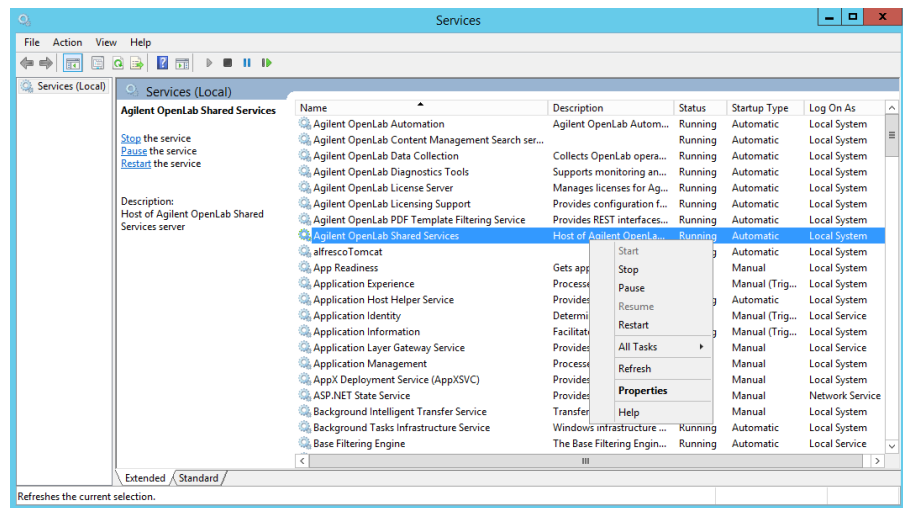 Services
File Action View Help
Services (Local)
Services (Local)
Agilent OpenLab Shared Services
Stop the service
Pause the service
Restart the service
Description:
Host of Agilent OpenLab Shared
Services server
Name Description Status Startup Type Log On As
Agilent OpenLab Automation Agilent OpenLab Autom... Running Automatic Local System
Agilent OpenLab Content Management Search ser... Running Automatic Local System
Agilent OpenLab Data Collection Collects OpenLab opera... Running Automatic Local System
Agilent OpenLab Diagnostics Tools Supports monitoring an... Running Automatic Local System
Agilent OpenLab License Server Manages licenses for Ag... Running Automatic Local System
Agilent OpenLab Licensing Support Provides configuration f... Running Automatic Local System
Agilent OpenLab PDF Template Filtering Service Provides REST interfaces... Running Automatic Local System
Agilent OpenLab Shared Services Host of Agilent OpenLa... Running Automatic Local System
alfrescoTomcat Automatic Local System
App Readiness Gets app Manual Local System
Application Experience Processe Manual (Trig... Local System
Application Host Helper Service Provides Automatic Local System
Application Identity Determi Manual (Trig... Local Service
Application Information Facilitat Manual (Trig... Local System
Application Layer Gateway Service Provides Manual Local Service
Application Management Processe Manual Local System
AppX Deployment Service (AppXSVC) Provides Manual Local System
ASP.NET State Service Provides Manual Network Service
Background Intelligent Transfer Service Transfer Manual Local System
Background Tasks Infrastructure Service Windows infrastructure ... Running Automatic Local System
Base Filtering Engine The Base Filtering Engin... Running Automatic Local Service
Start
Stop
Pause
Resume
Restart
All Tasks
Refresh
Properties
Help
Extended Standard
Refreshes the current selection.